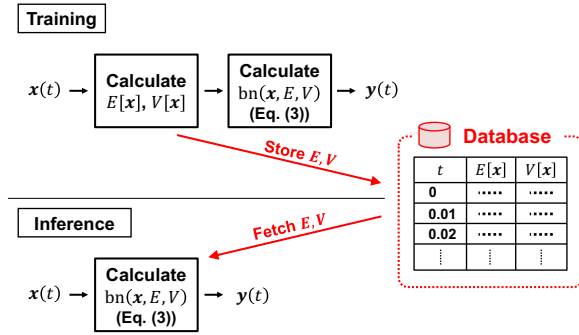 Training
x(t)
Calculate
E[x], V[x]
Calculate
bn(x, E, V)
(Eq. (3))
y(t)
Store E, V
Database
t E[x] V[x]
0 ·····  ·····
0.01 ····· ·····
0.02 ····· ·····
⋮ ⋮ ⋮
Inference
Fetch E, V
x(t)
Calculate
bn(x, E, V)
(Eq. (3))
y(t)